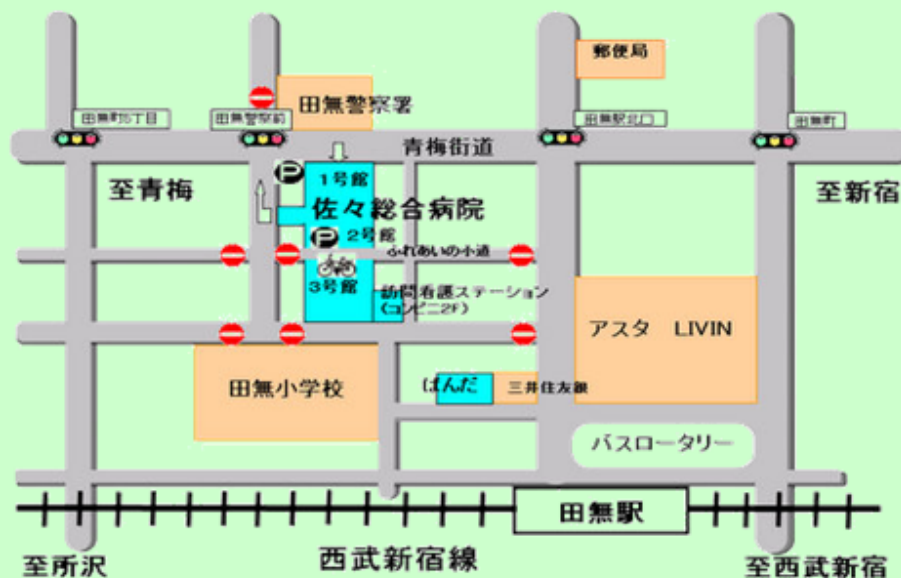 郵便局
田無警察署
田無町5丁目
田無警察前
田無駅北口
田無町
青梅街道
至青梅
至新宿
P
1号館
佐々総合病院
P
2号館
ふれあいの小道
3号館
訪問看護ステーション
(コンビニ2F)
アスタ LIVIN
田無小学校
ぱんだ
三井住友銀
バスロータリー
田無駅
至所沢
西武新宿線
至西武新宿